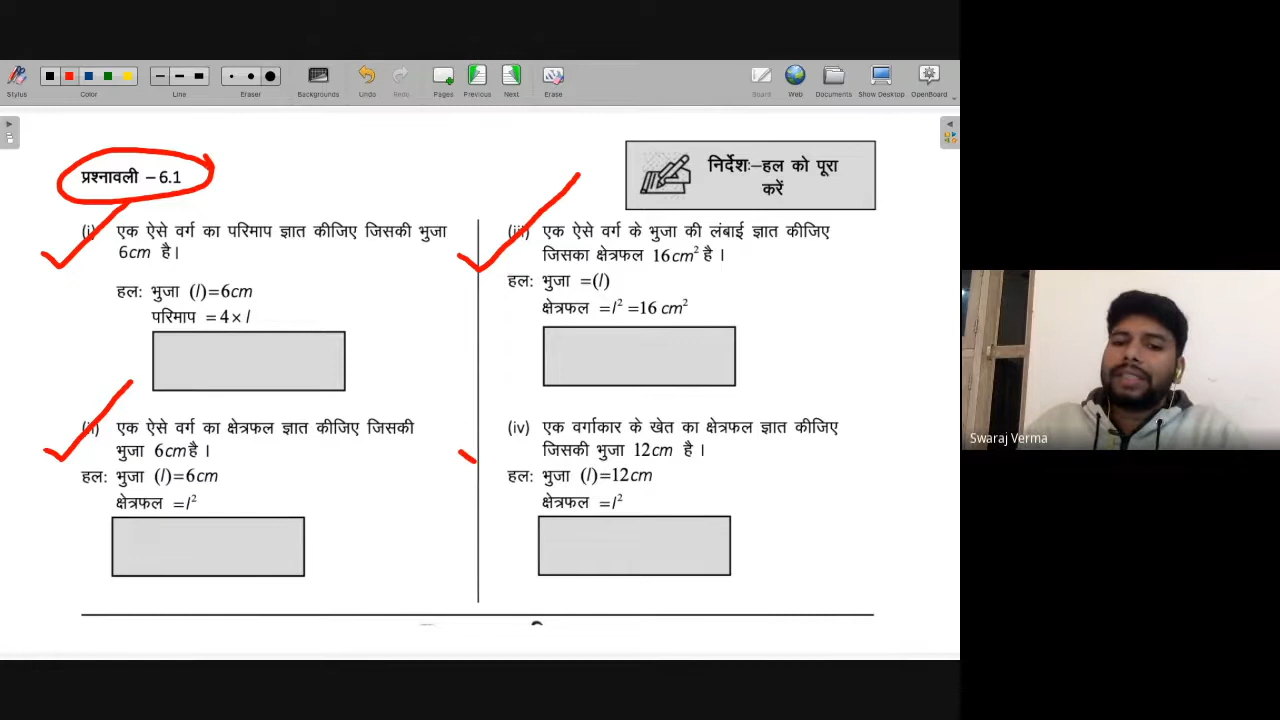 Stylus
Color
Line
Eraser
Backgrounds
Undo
Redo
Pages
Previous
Next
Erase
Board
Web
Documents
Show Desktop
OpenBoard
प्रश्नावली – 6.1
निर्देशः–हल को पूरा
करें
(i) एक ऐसे वर्ग का परिमाप ज्ञात कीजिए जिसकी भुजा
6cm है।
हल: भुजा (l)=6cm
परिमाप = 4× l
(ii) एक ऐसे वर्ग का क्षेत्रफल ज्ञात कीजिए जिसकी
भुजा 6cm है ।
हल: भुजा (l)=6cm
क्षेत्रफल =l²
(iii) एक ऐसे वर्ग के भुजा की लंबाई ज्ञात कीजिए
जिसका क्षेत्रफल 16cm² है ।
हल: भुजा =(l)
क्षेत्रफल =l² =16 cm²
(iv) एक वर्गाकार के खेत का क्षेत्रफल ज्ञात कीजिए
जिसकी भुजा 12cm है ।
हल: भुजा (l)=12cm
क्षेत्रफल =l²
Swaraj Verma